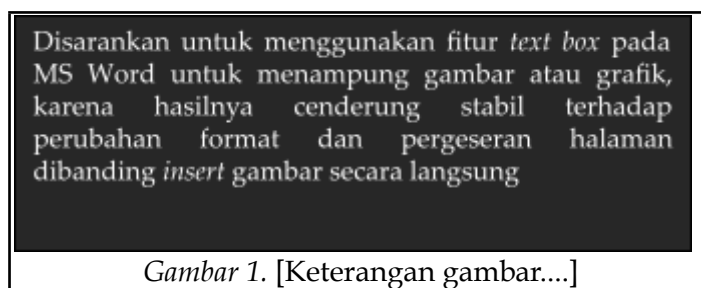 Disarankan untuk menggunakan fitur text box pada
MS Word untuk menampung gambar atau grafik,
karena hasilnya cenderung stabil terhadap
perubahan format dan pergeseran halaman
dibanding insert gambar secara langsung
Gambar 1. [Keterangan gambar....]